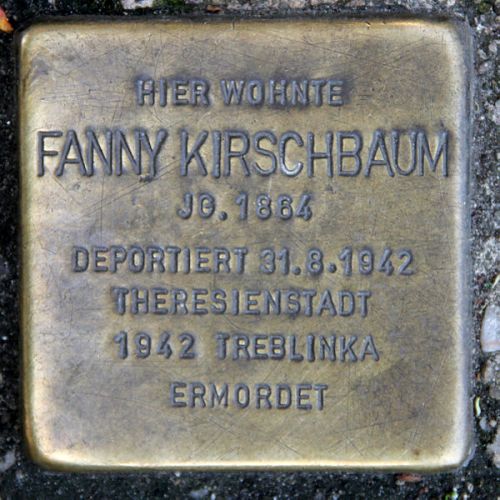 HIER WOHNTE
FANNY KIRSCHBAUM
JG. 1864
DEPORTIERT 31.8.1942
THERESIENSTADT
1942 TREBLINKA
ERMORDET